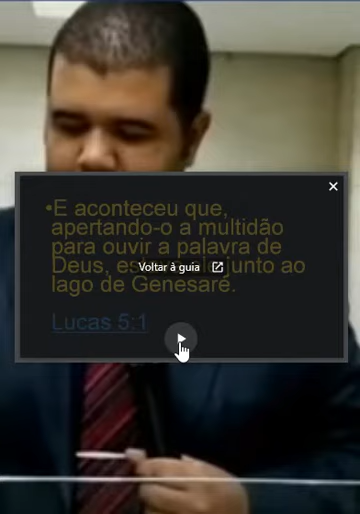 •E aconteceu que,
apertando-o a multidão
para ouvir a palavra de
Deus, junto ao
Voltar à guia
lago de Genesaré.
Lucas 5:1